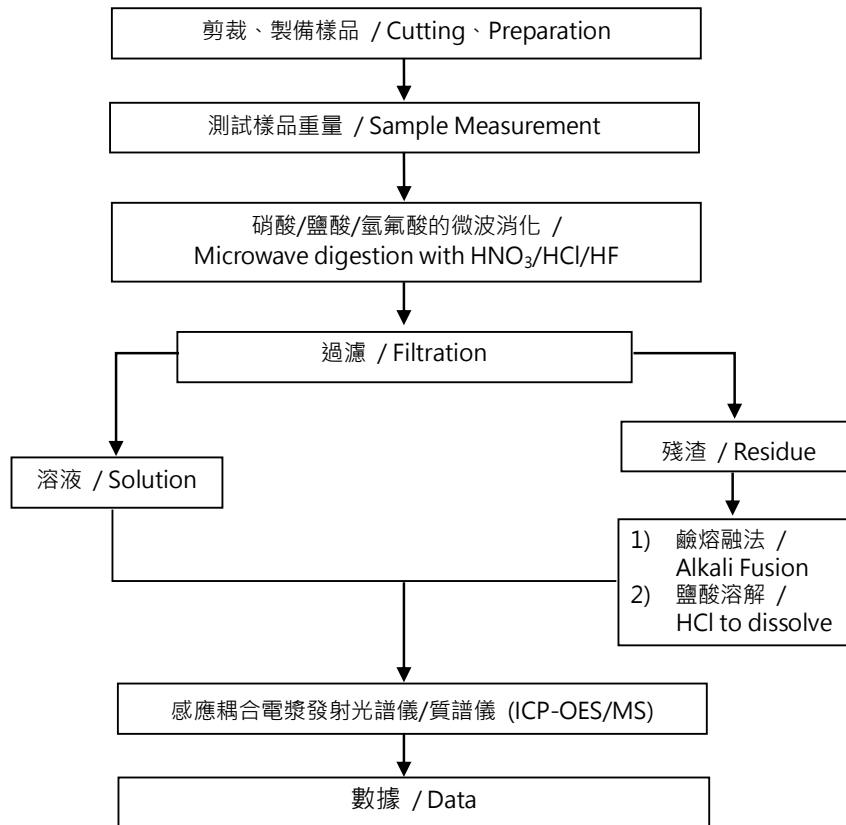 剪裁、製備樣品 / Cutting、Preparation
測試樣品重量 / Sample Measurement
硝酸/鹽酸/氫氟酸的微波消化 /
Microwave digestion with HNO₃/HCl/HF
過濾 / Filtration
溶液 / Solution
殘渣 / Residue
1) 鹼熔融法 /
Alkali Fusion
2) 鹽酸溶解 /
HCl to dissolve
感應耦合電漿發射光譜儀/質譜儀 (ICP-OES/MS)
數據 / Data